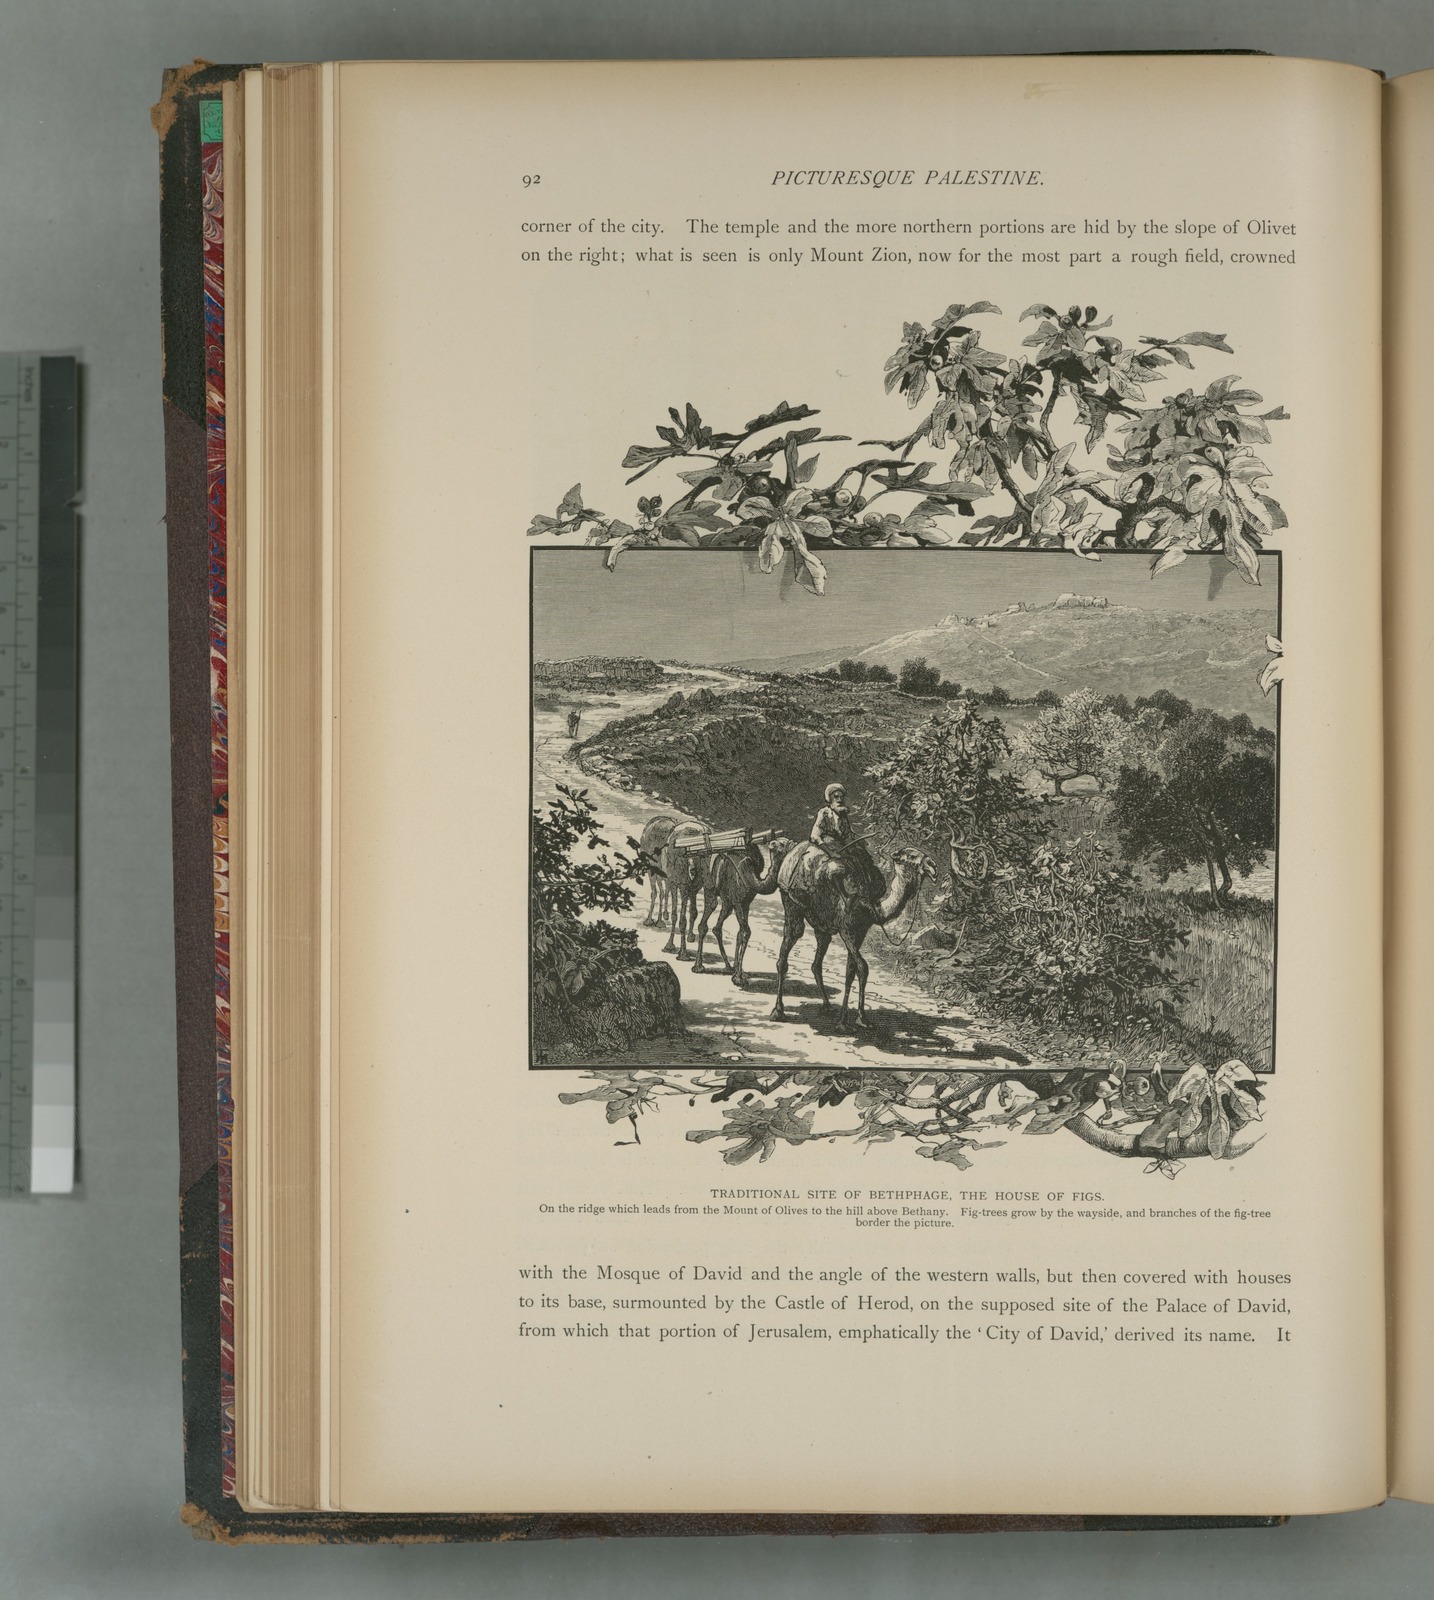 92
PICTURESQUE PALESTINE.
corner of the city. The temple and the more northern portions are hid by the slope of Olivet
on the right; what is seen is only Mount Zion, now for the most part a rough field, crowned
TRADITIONAL SITE OF BETHPHAGE, THE HOUSE OF FIGS.
On the ridge which leads from the Mount of Olives to the hill above Bethany. Fig-trees grow by the wayside, and branches of the fig-tree
border the picture.
with the Mosque of David and the angle of the western walls, but then covered with houses
to its base, surmounted by the Castle of Herod, on the supposed site of the Palace of David,
from which that portion of Jerusalem, emphatically the ‘City of David,’ derived its name. It